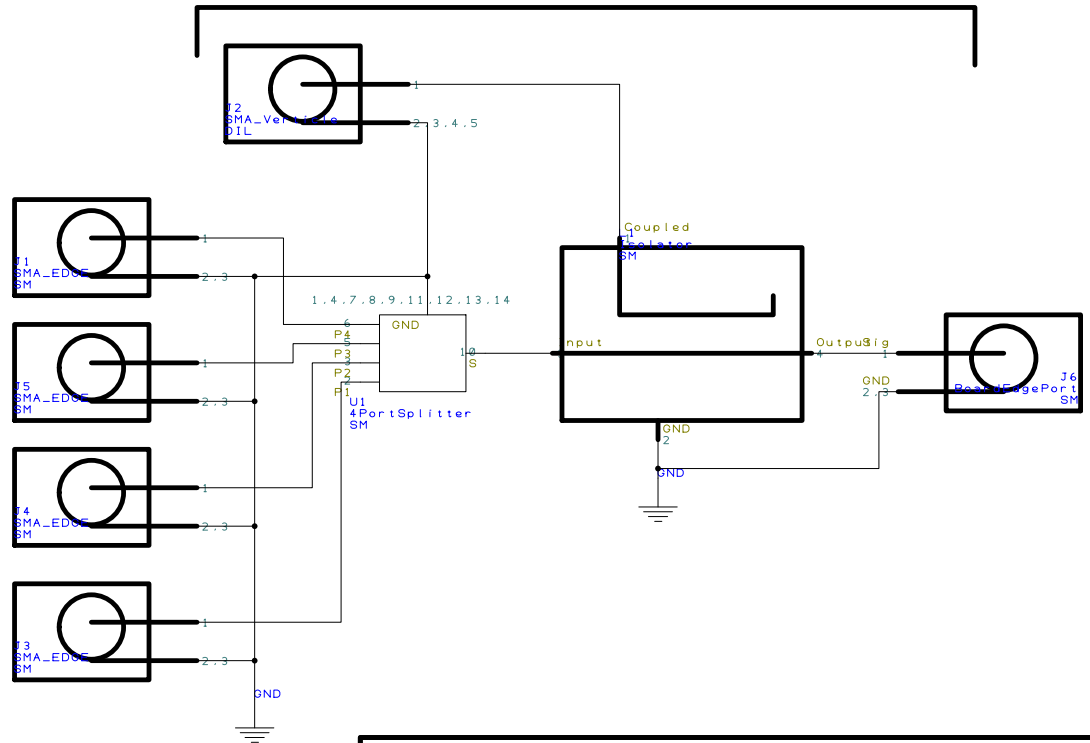 1
J2
SMA_Verticle
DIL
2.3.4.5
Coupled
1
Isolator
SM
1
J1
SMA_EDGE
SM
2.3
1.4.7.8.9.11.12.13.14
6
GND
P4
5
P3
3
P2
2
P1
10
S
U1
4PortSplitter
SM
Input
Output
4
Sig
1
GND
2.3
J6
BoardEdgePort
SM
1
J5
SMA_EDGE
SM
2.3
GND
2
GND
1
J4
SMA_EDGE
SM
2.3
1
J3
SMA_EDGE
SM
2.3
GND